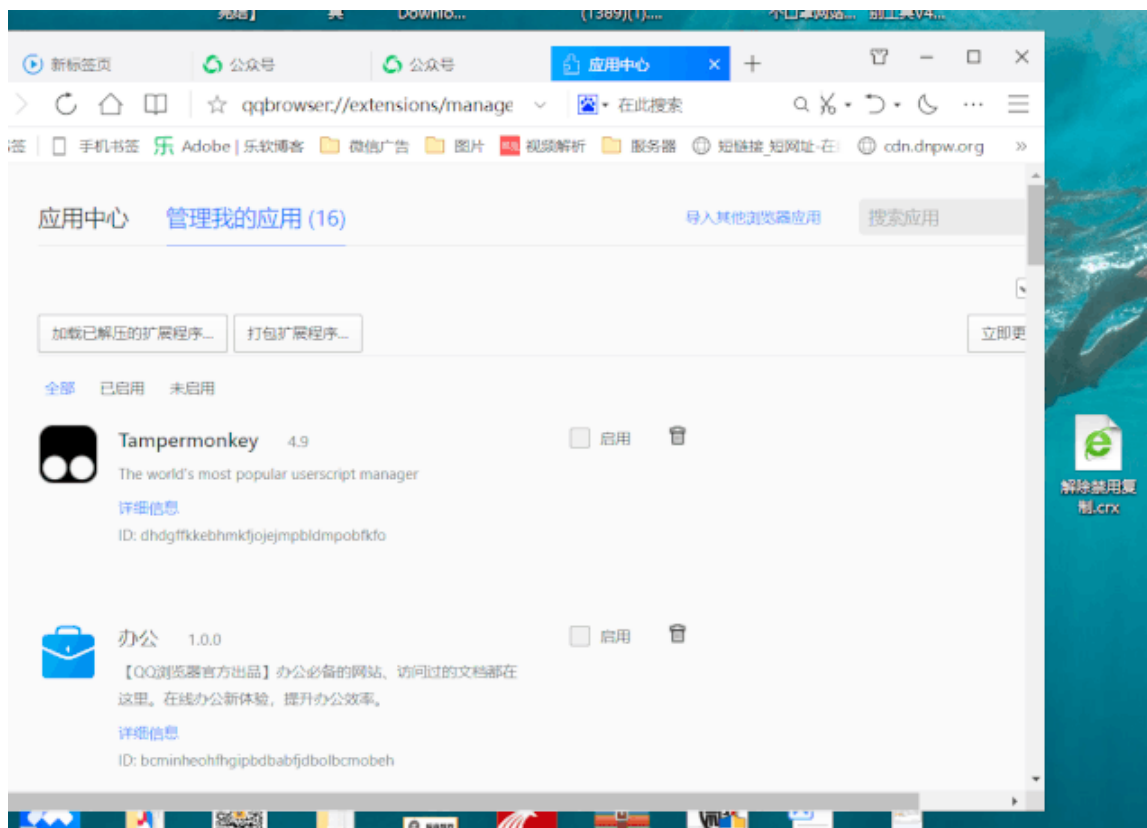 Downlo...
(1389)(1)....
新标签页
公众号
公众号
应用中心
qqbrowser://extensions/manage
在此搜索
手机书签
乐 Adobe | 乐软博客
微信广告
图片
视频解析
服务器
短链接_短网址-在
cdn.dnpw.org
应用中心
管理我的应用 (16)
导入其他浏览器应用
搜索应用
加载已解压的扩展程序...
打包扩展程序...
立即更
全部
已启用
未启用
Tampermonkey 4.9
启用
The world's most popular userscript manager
详细信息
ID: dhdgffkkebhmkfjojejmpbldmpobfkfo
解除禁用复
制.crx
办公 1.0.0
启用
【QQ浏览器官方出品】办公必备的网站、访问过的文档都在
这里。在线办公新体验，提升办公效率。
详细信息
ID: bcminheohfhgipbdbabfjdbolbcmobeh